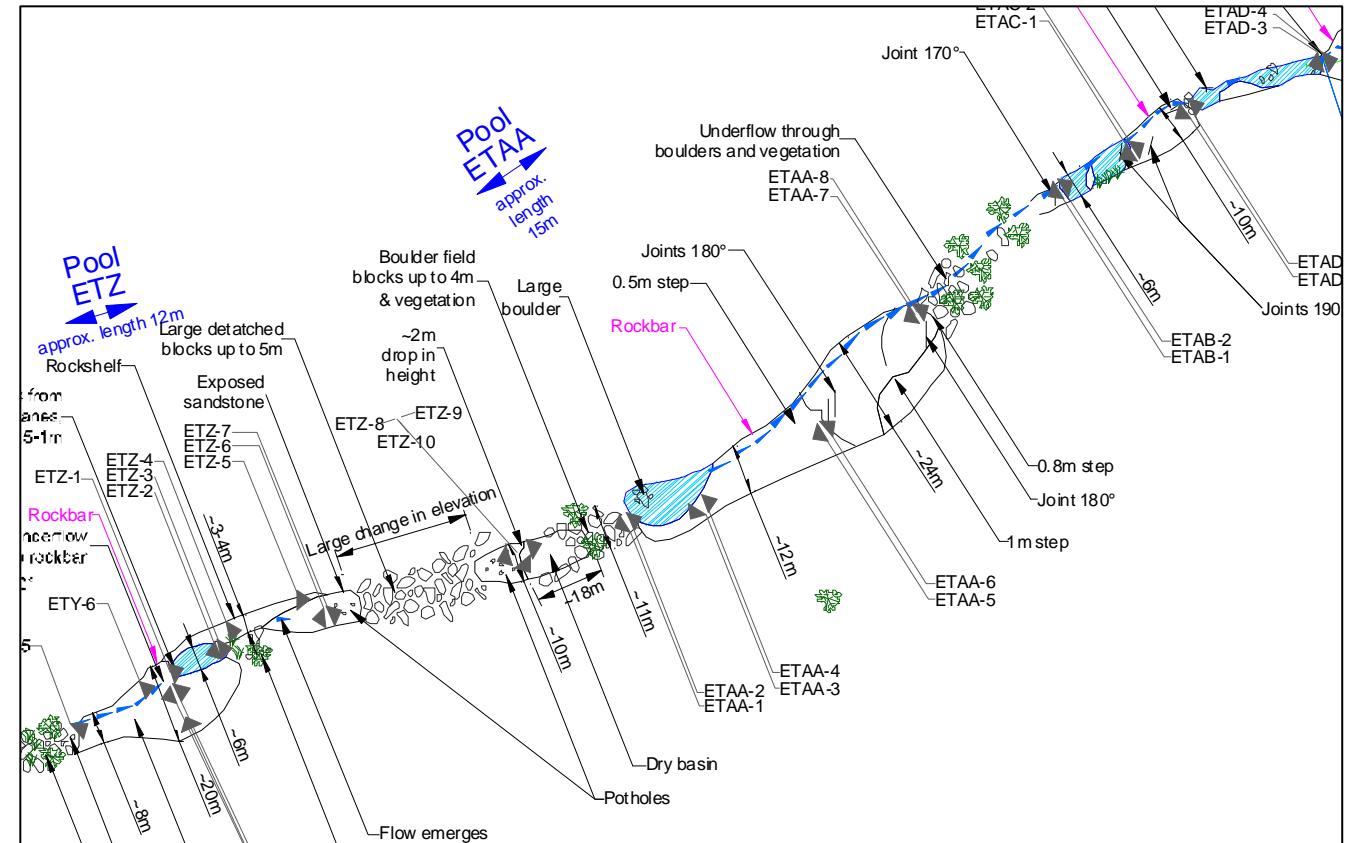 ETAC-1
ETAD-4
ETAD-3
Joint 170°
Pool
ETAA
approx.
length
15m
Underflow through
boulders and vegetation
ETAA-8
ETAA-7
~10m
Pool
ETZ
approx. length 12m
Boulder field
blocks up to 4m
& vegetation
Joints 180°
0.5m step
~6m
ETAD
ETAD
Large
boulder
Rockbar
Joints 190
Large detatched
blocks up to 5m
~2m
drop in
height
ETAB-2
ETAB-1
Rockshelf
Exposed
sandstone
from
5-1m
ETZ-9
ETZ-8
ETZ-10
ETZ-7
ETZ-6
ETZ-5
ETZ-4
ETZ-3
ETZ-2
ETZ-1
~24m
0.8m step
Joint 180°
Rockbar
~3-4m
Large change in elevation
rockbar
1m step
~12m
~18m
~11m
~10m
ETAA-6
ETAA-5
ETY-6
5
ETAA-4
ETAA-3
ETAA-2
ETAA-1
~6m
~20m
~8m
Dry basin
Potholes
Flow emerges